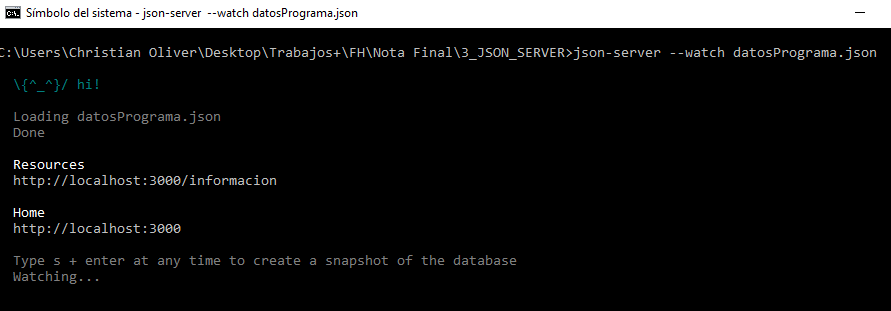 Símbolo del sistema - json-server --watch datosPrograma.json
C:\Users\Christian Oliver\Desktop\Trabajos+\FH\Nota Final\3_JSON_SERVER>json-server --watch datosPrograma.json
\{^_^}/ hi!
Loading datosPrograma.json
Done
Resources
http://localhost:3000/informacion
Home
http://localhost:3000
Type s + enter at any time to create a snapshot of the database
Watching...